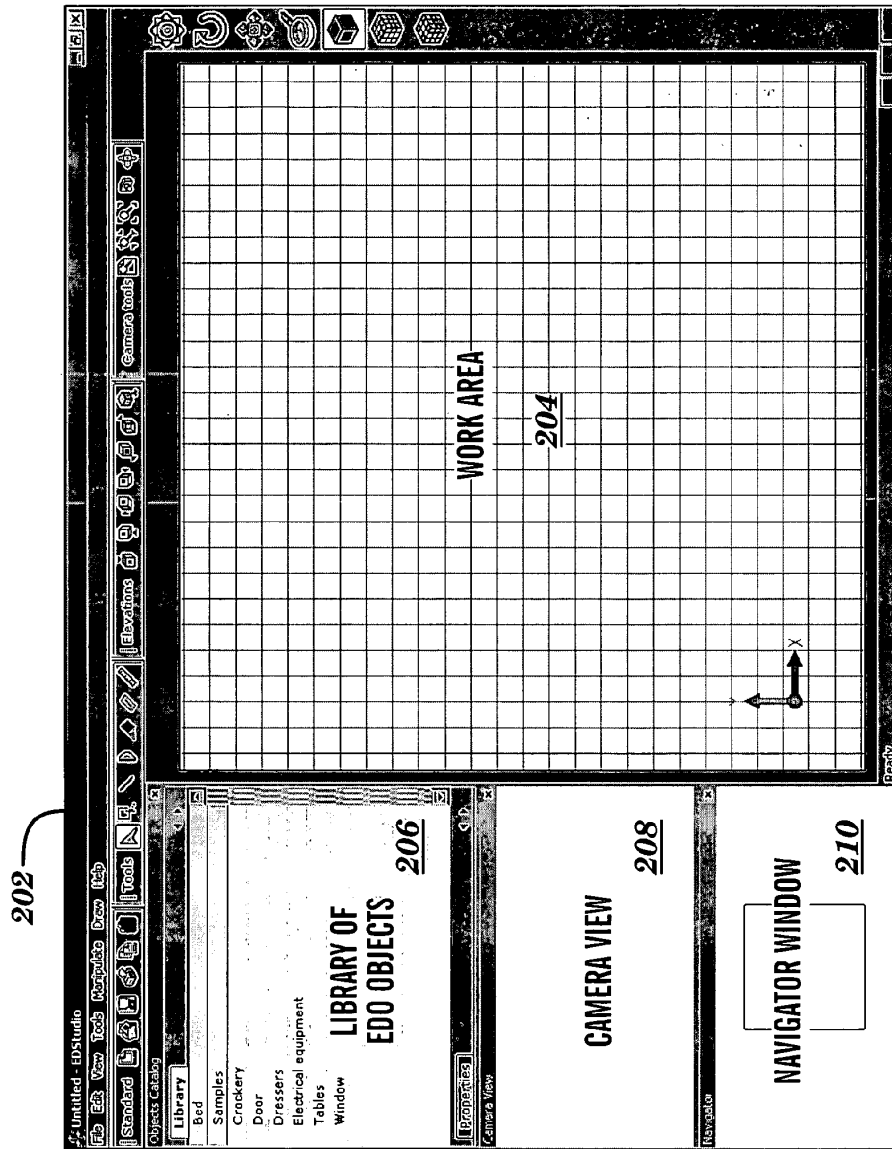 202
Untitled - EDStudio
File Edit View Tools Manipulate Draw Help
Standard
Tools
Elevations
Camera tools
Objects Catalog
Library
Bed
Samples
Crockery
Door
Dressers
Electrical equipment
Tables
Window
LIBRARY OF
EDO OBJECTS
206
Properties
Camera View
CAMERA VIEW
208
Navigator
NAVIGATOR WINDOW
210
WORK AREA
204
X
Ready